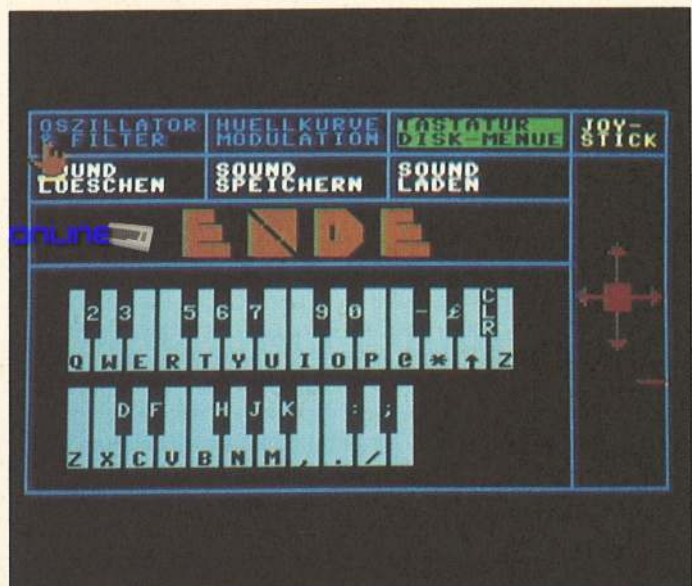 OSZILLATOR
& FILTER
HUELLKURVE
MODULATION
TASTATUR
DISK-MENUE
JOY-
STICK
LOESCHEN
SOUND
SPEICHERN
SOUND
LADEN
ONLINE
ENDE
2 3 5 6 7 9 0 - £ CLR
Q W E R T Y U I O P @ * ↑ Z
D F H J K : ;
Z X C V B N M , . /